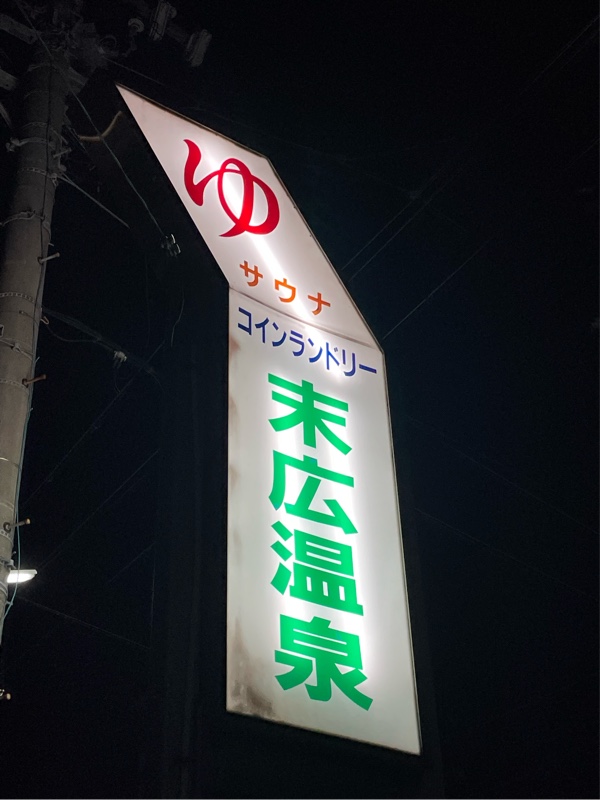 ゆ
サウナ
コインランドリー
末広温泉